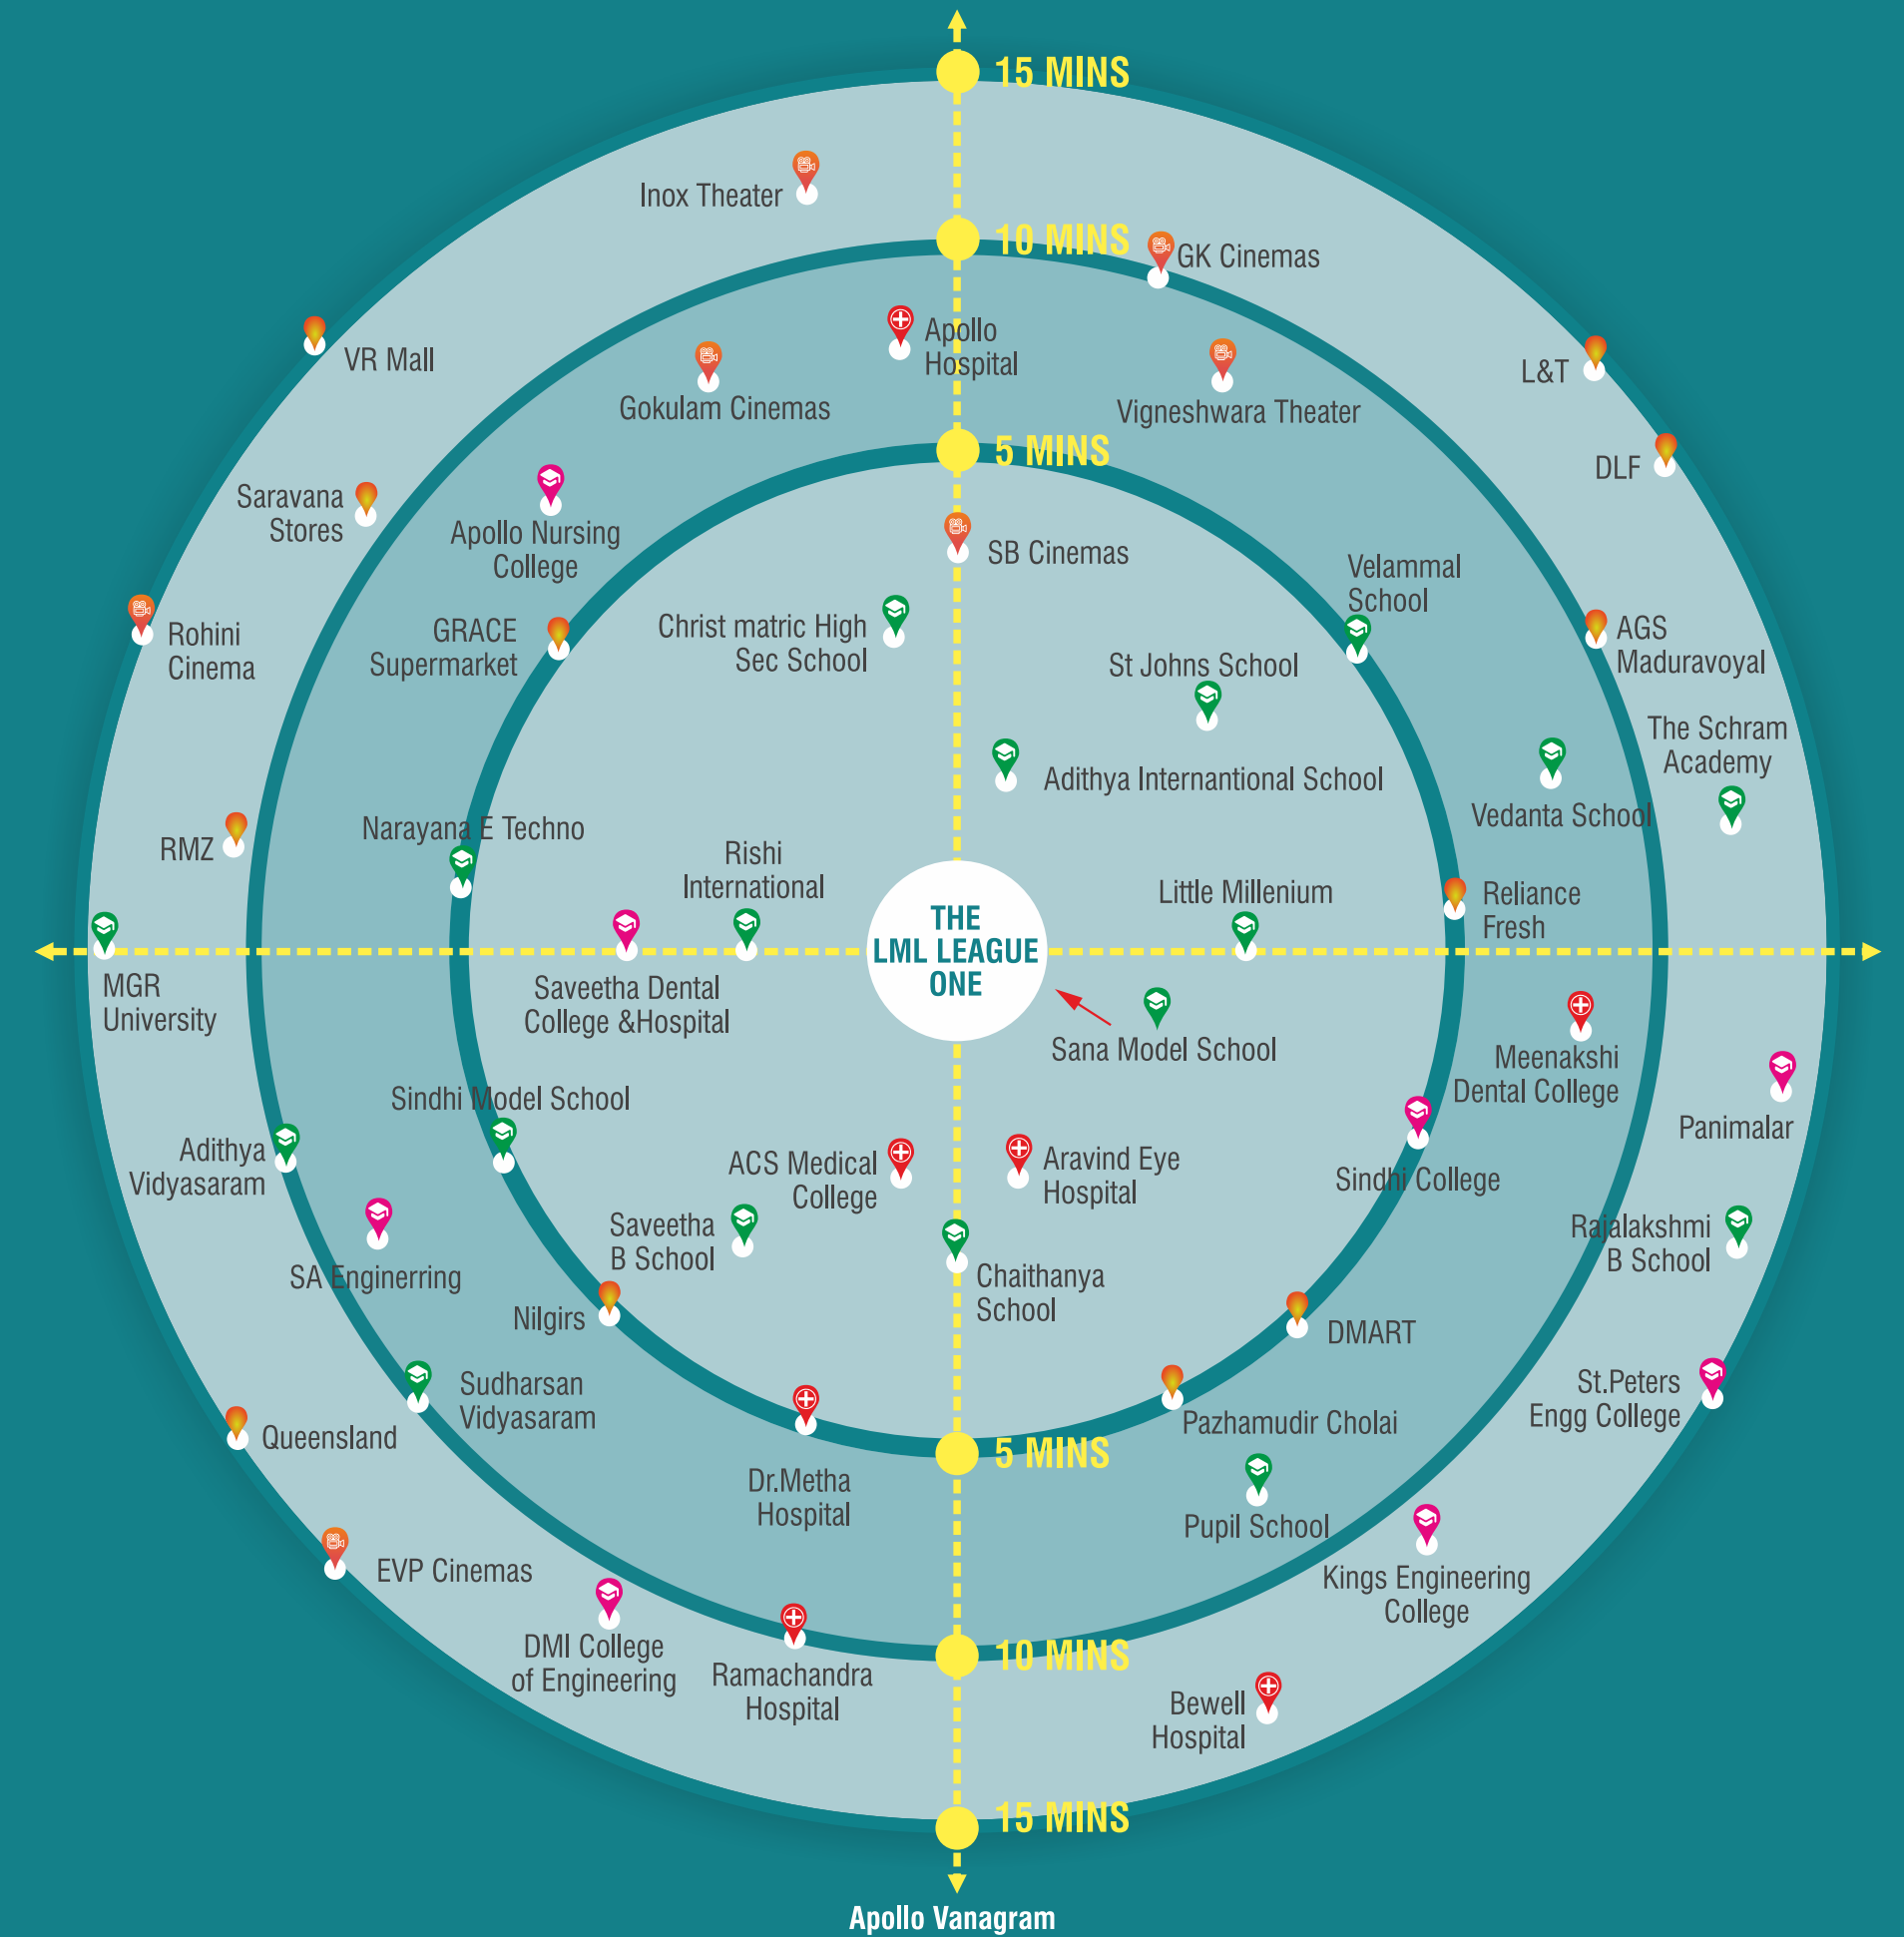 15 MINS
Inox Theater
10 MINS
GK Cinemas
Apollo
Hospital
VR Mall
L&T
Gokulam Cinemas
Vigneshwara Theater
5 MINS
DLF
Saravana
Stores
Apollo Nursing
College
SB Cinemas
Velammal
School
Rohini
Cinema
GRACE
Supermarket
Christ matric High
Sec School
St Johns School
AGS
Maduravoyal
The Schram
Academy
Adithya Internantional School
Vedanta School
Narayana E Techno
RMZ
Rishi
International
Little Millenium
Reliance
Fresh
THE
LML LEAGUE
ONE
MGR
University
Saveetha Dental
College &Hospital
Sana Model School
Meenakshi
Dental College
Sindhi Model School
Panimalar
Adithya
Vidyasaram
ACS Medical
College
Aravind Eye
Hospital
Sindhi College
Saveetha
B School
Rajalakshmi
B School
SA Enginerring
Chaithanya
School
Nilgirs
DMART
Sudharsan
Vidyasaram
St.Peters
Engg College
Queensland
Pazhamudir Cholai
5 MINS
Dr.Metha
Hospital
Pupil School
EVP Cinemas
Kings Engineering
College
DMI College
of Engineering
10 MINS
Ramachandra
Hospital
Bewell
Hospital
15 MINS
Apollo Vanagram